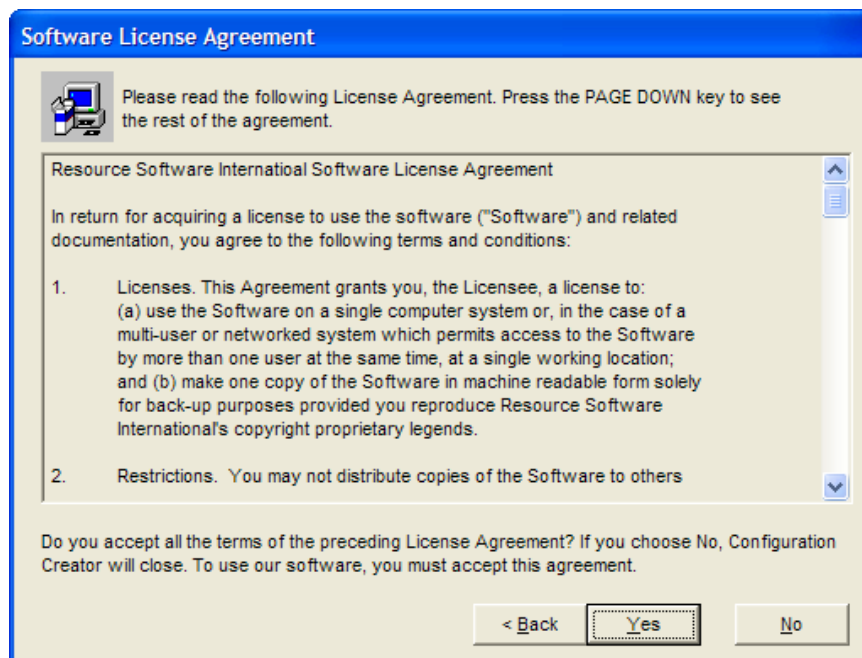 Software License Agreement
Please read the following License Agreement. Press the PAGE DOWN key to see
the rest of the agreement.
Resource Software Internatioal Software License Agreement
In return for acquiring a license to use the software ("Software") and related
documentation, you agree to the following terms and conditions:
1. Licenses. This Agreement grants you, the Licensee, a license to:
(a) use the Software on a single computer system or, in the case of a
multi-user or networked system which permits access to the Software
by more than one user at the same time, at a single working location;
and (b) make one copy of the Software in machine readable form solely
for back-up purposes provided you reproduce Resource Software
International's copyright proprietary legends.
2. Restrictions. You may not distribute copies of the Software to others
Do you accept all the terms of the preceding License Agreement? If you choose No, Configuration
Creator will close. To use our software, you must accept this agreement.
< Back Yes No